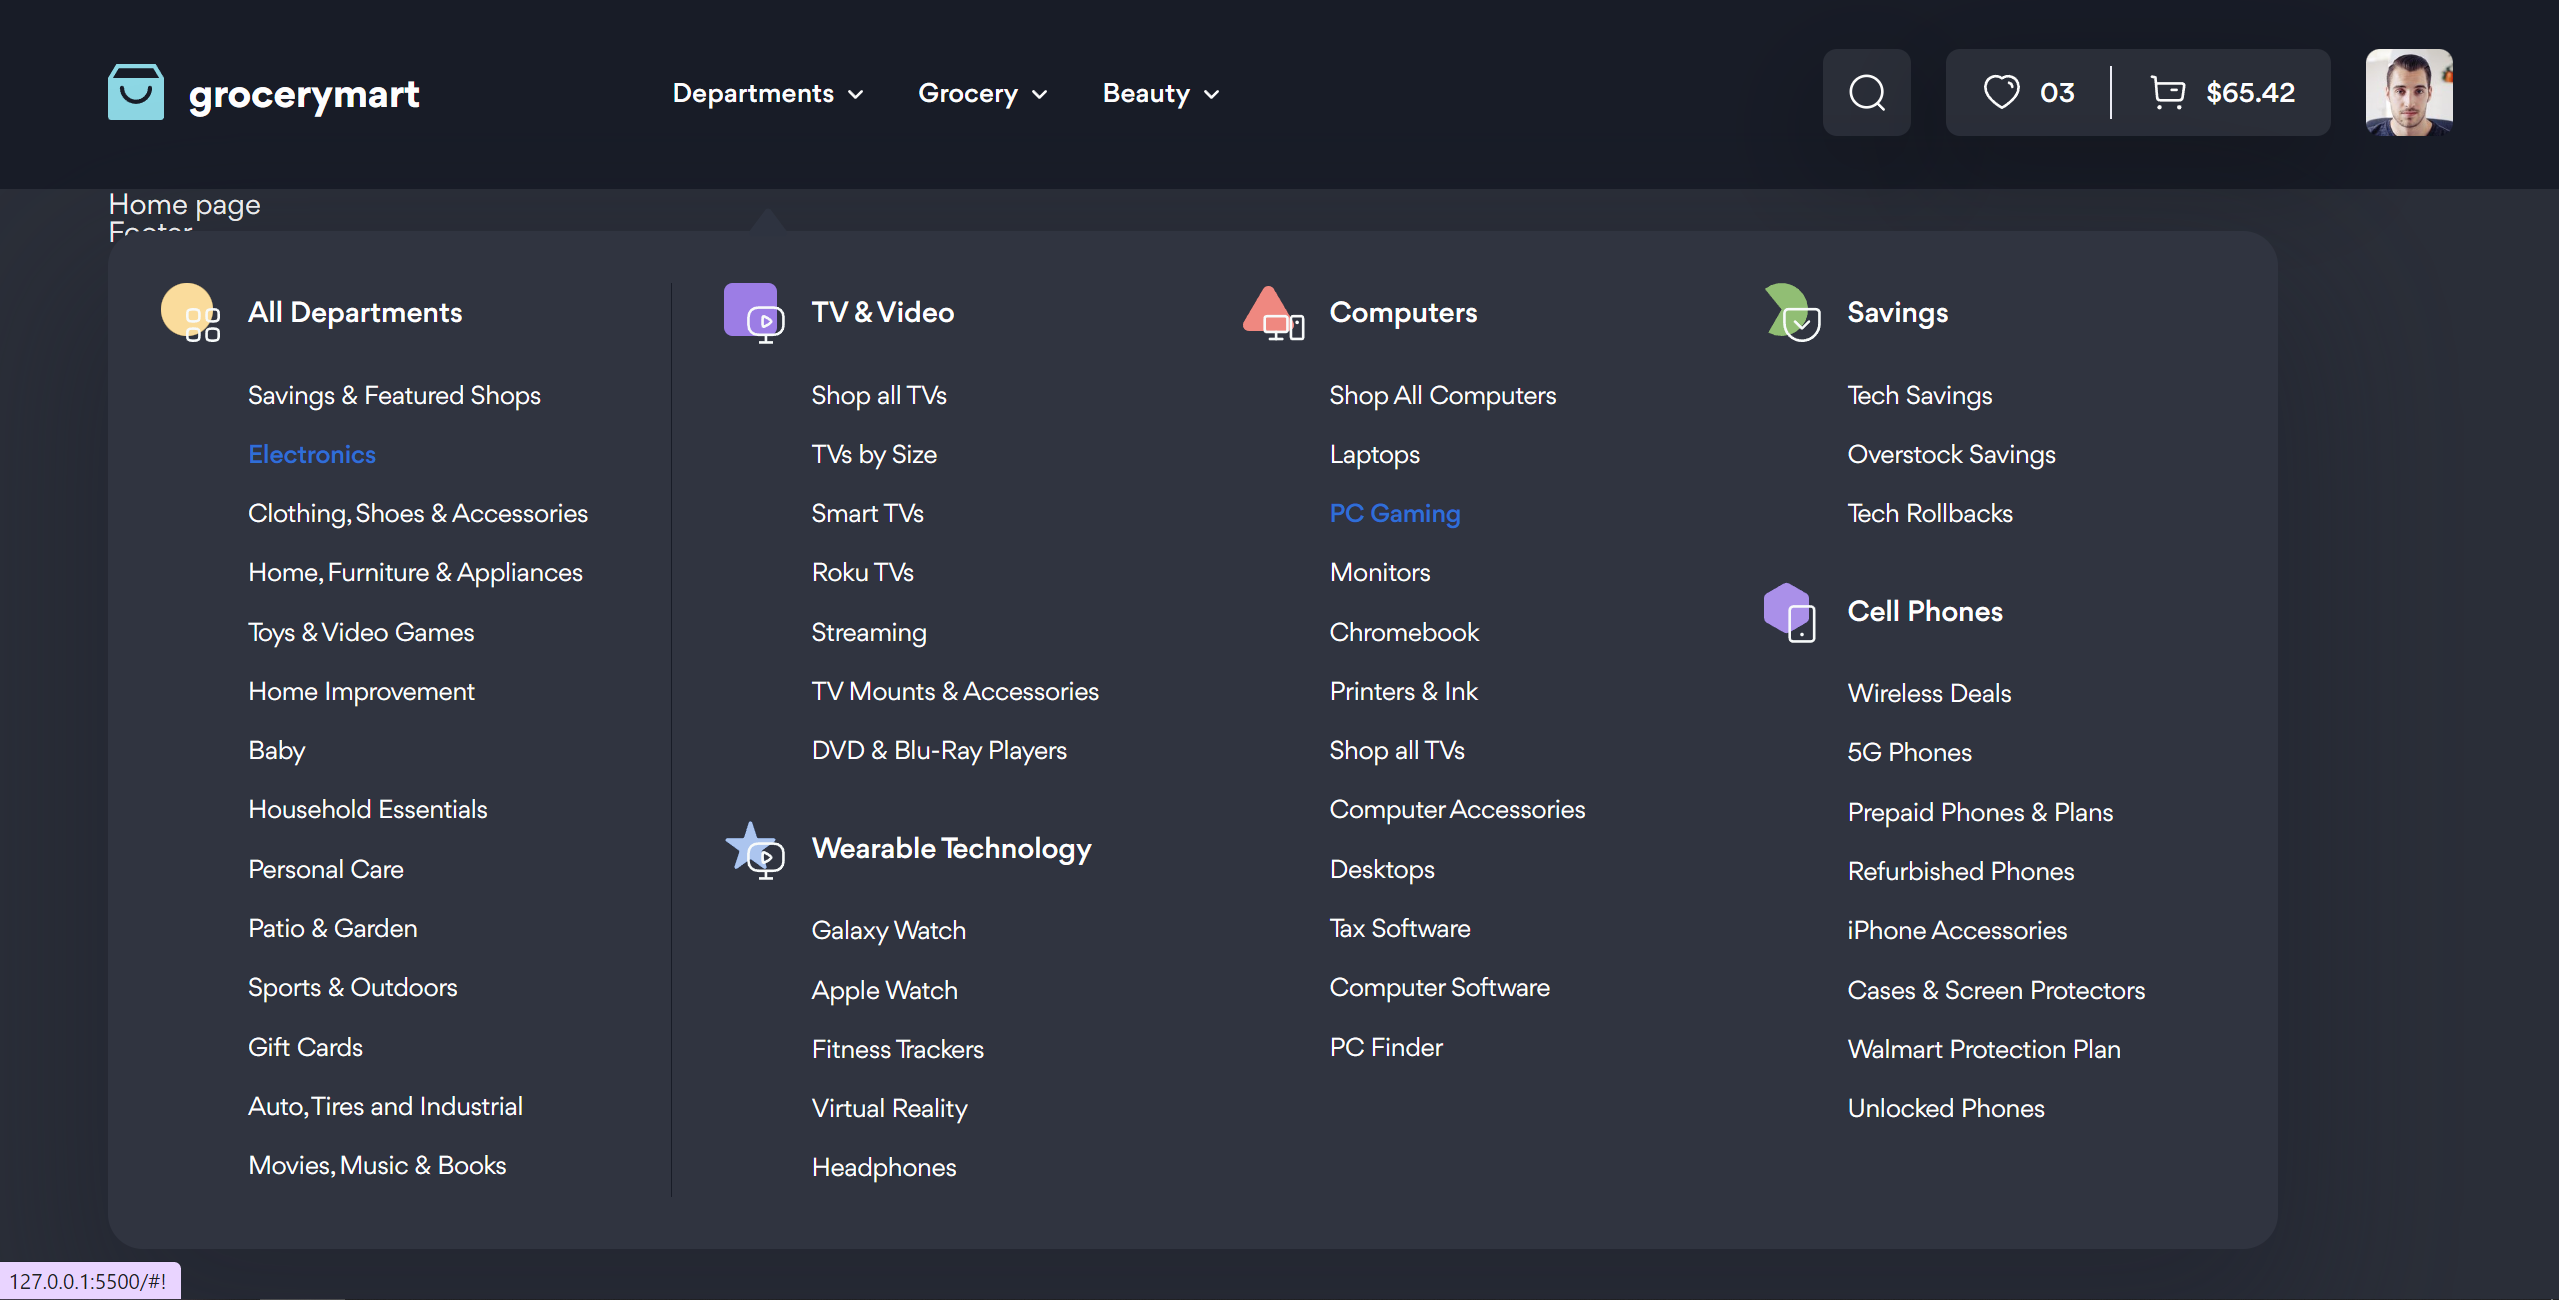 grocerymart
Departments
Grocery
Beauty
03
$65.42
Home page
Footer
All Departments
Savings & Featured Shops
Electronics
Clothing, Shoes & Accessories
Home, Furniture & Appliances
Toys & Video Games
Home Improvement
Baby
Household Essentials
Personal Care
Patio & Garden
Sports & Outdoors
Gift Cards
Auto, Tires and Industrial
Movies, Music & Books
TV & Video
Shop all TVs
TVs by Size
Smart TVs
Roku TVs
Streaming
TV Mounts & Accessories
DVD & Blu-Ray Players
Wearable Technology
Galaxy Watch
Apple Watch
Fitness Trackers
Virtual Reality
Headphones
Computers
Shop All Computers
Laptops
PC Gaming
Monitors
Chromebook
Printers & Ink
Shop all TVs
Computer Accessories
Desktops
Tax Software
Computer Software
PC Finder
Savings
Tech Savings
Overstock Savings
Tech Rollbacks
Cell Phones
Wireless Deals
5G Phones
Prepaid Phones & Plans
Refurbished Phones
iPhone Accessories
Cases & Screen Protectors
Walmart Protection Plan
Unlocked Phones
127.0.0.1:5500/#!